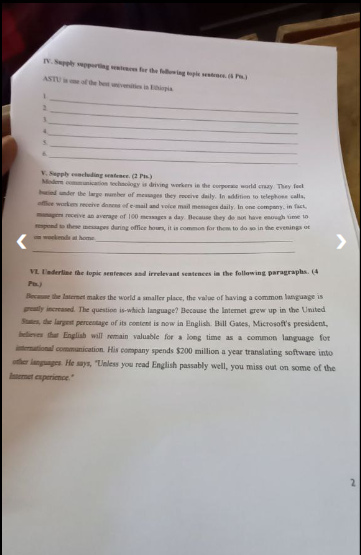 IV. Supply supporting sentences for the following topic sentence. (6 Pts.)
ASTU is one of the best universities in Ethiopia
1.
2.
3.
4.
5.
6.
V. Supply concluding sentence. (2 Pts.)
Modern communication technology is driving workers in the corporate world crazy. They feel
buried under the large number of messages they receive daily. In addition to telephone calls,
office workers receive dozens of e-mail and voice mail messages daily. In one company, in fact,
managers receive an average of 100 messages a day. Because they do not have enough time to
respond to these messages during office hours, it is common for them to do so in the evenings or
on weekends at home.
VI. Underline the topic sentences and irrelevant sentences in the following paragraphs. (4
Pts.)
Because the Internet makes the world a smaller place, the value of having a common language is
greatly increased. The question is-which language? Because the Internet grew up in the United
States, the largest percentage of its content is now in English. Bill Gates, Microsoft's president,
believes that English will remain valuable for a long time as a common language for
international communication. His company spends $200 million a year translating software into
other languages. He says, "Unless you read English passably well, you miss out on some of the
Internet experience."
2